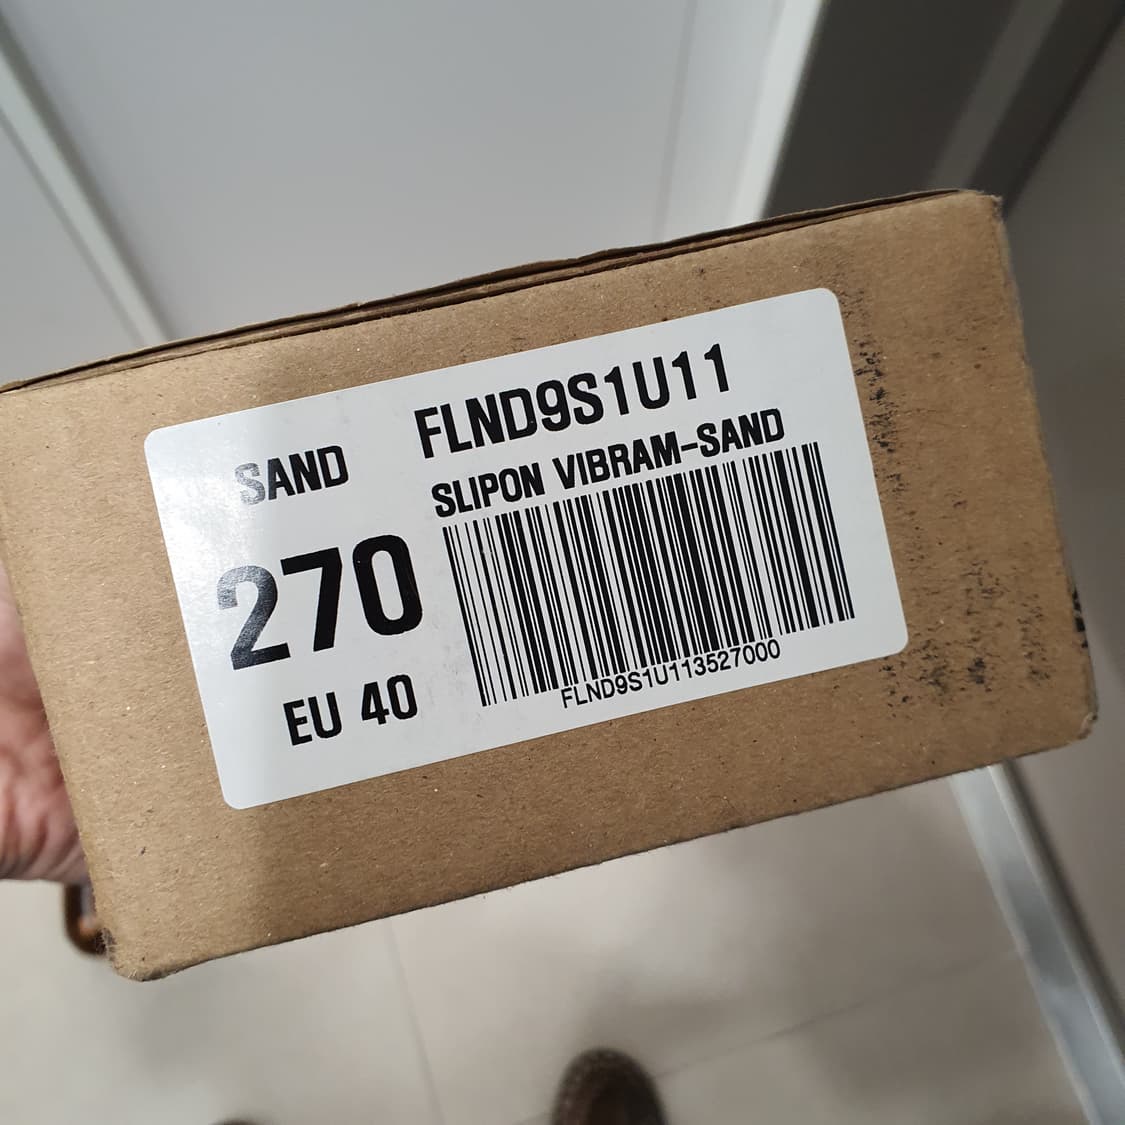 SAND
FLND9S1U11
SLIPON VIBRAM-SAND
270
EU 40
FLND9S1U113527000